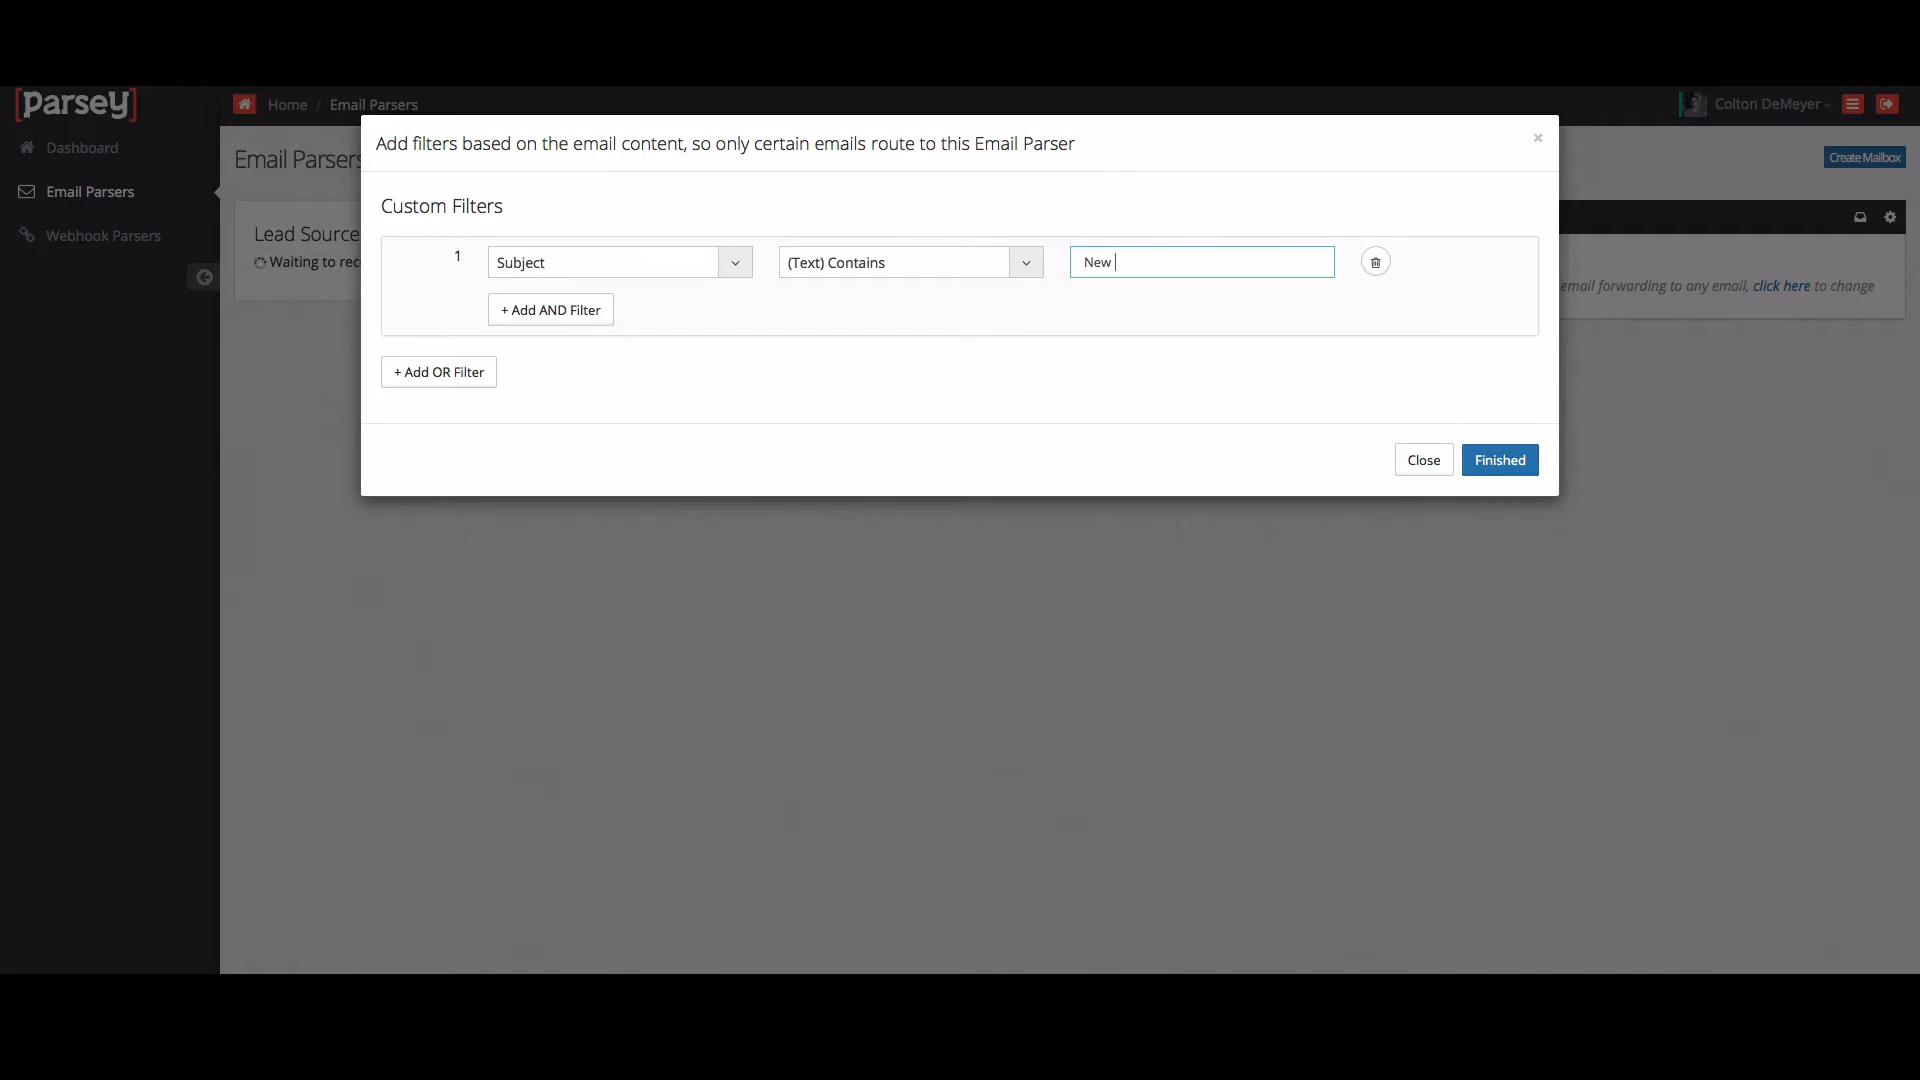 [parsey]
Home / Email Parsers
Colton DeMeyer
Dashboard
Email Parsers
Webhook Parsers
Email Parsers
Create Mailbox
Lead Source
Waiting to rec
email forwarding to any email, click here to change
Add filters based on the email content, so only certain emails route to this Email Parser
×
Custom Filters
1
Subject
(Text) Contains
New
+ Add AND Filter
+ Add OR Filter
Close
Finished